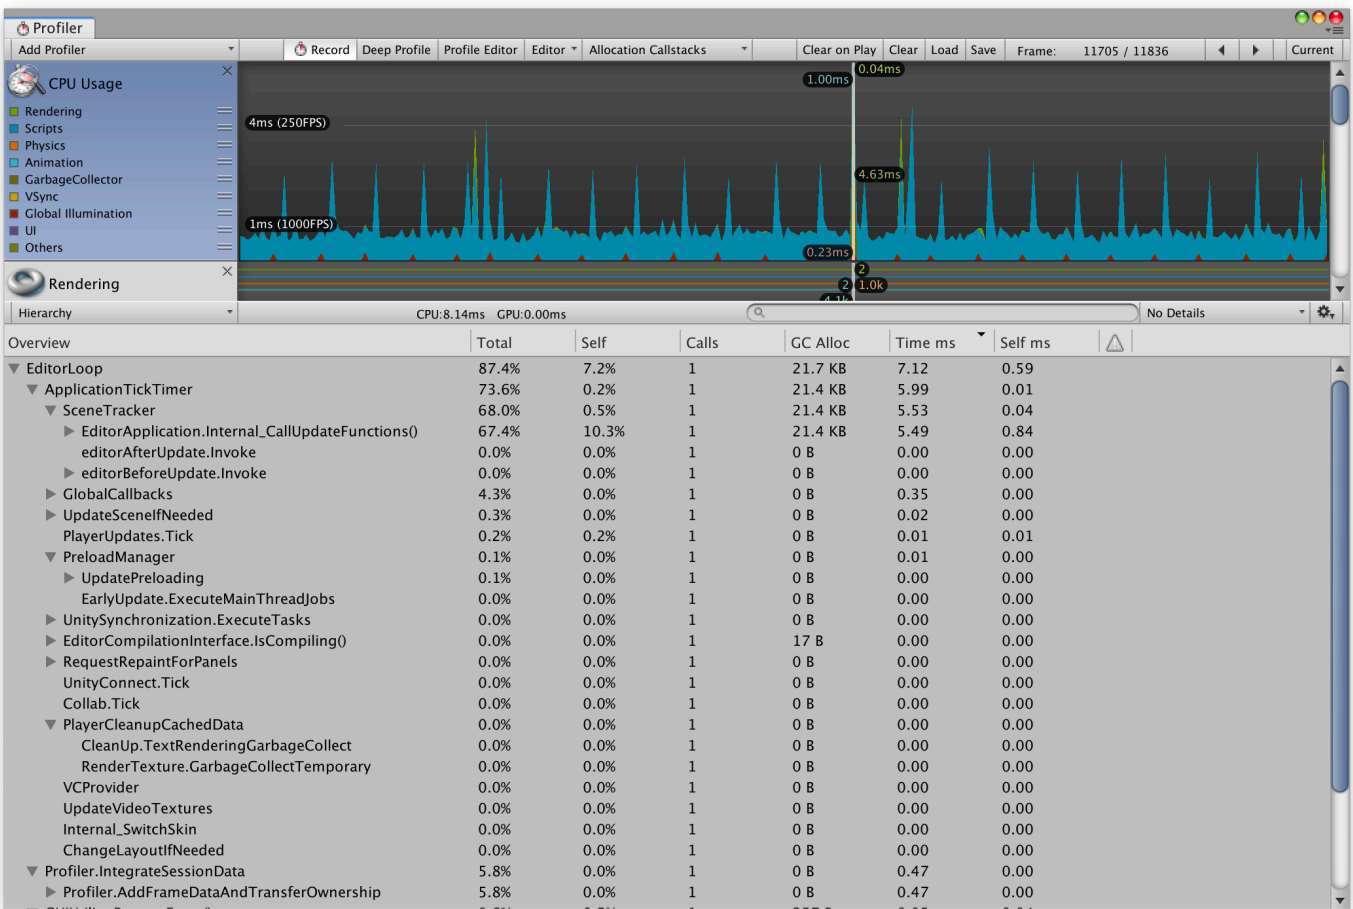 Profiler
Add Profiler Record Deep Profile Profile Editor Editor Allocation Callstacks Clear on Play Clear Load Save Frame: 11705 / 11836 Current
CPU Usage
Rendering
Scripts
Physics
Animation
GarbageCollector
VSync
Global Illumination
UI
Others
0.04ms
1.00ms
4ms (250FPS)
4.63ms
1ms (1000FPS)
0.23ms
Rendering
2
2 1.0k
4.1k
Hierarchy CPU:8.14ms GPU:0.00ms No Details
Overview Total Self Calls GC Alloc Time ms Self ms
EditorLoop 87.4% 7.2% 1 21.7 KB 7.12 0.59
ApplicationTickTimer 73.6% 0.2% 1 21.4 KB 5.99 0.01
SceneTracker 68.0% 0.5% 1 21.4 KB 5.53 0.04
EditorApplication.Internal_CallUpdateFunctions() 67.4% 10.3% 1 21.4 KB 5.49 0.84
editorAfterUpdate.Invoke 0.0% 0.0% 1 0 B 0.00 0.00
editorBeforeUpdate.Invoke 0.0% 0.0% 1 0 B 0.00 0.00
GlobalCallbacks 4.3% 0.0% 1 0 B 0.35 0.00
UpdateSceneIfNeeded 0.3% 0.0% 1 0 B 0.02 0.00
PlayerUpdates.Tick 0.2% 0.2% 1 0 B 0.01 0.01
PreloadManager 0.1% 0.0% 1 0 B 0.01 0.00
UpdatePreloading 0.1% 0.0% 1 0 B 0.00 0.00
EarlyUpdate.ExecuteMainThreadJobs 0.0% 0.0% 1 0 B 0.00 0.00
UnitySynchronization.ExecuteTasks 0.0% 0.0% 1 0 B 0.00 0.00
EditorCompilationInterface.IsCompiling() 0.0% 0.0% 1 17 B 0.00 0.00
RequestRepaintForPanels 0.0% 0.0% 1 0 B 0.00 0.00
UnityConnect.Tick 0.0% 0.0% 1 0 B 0.00 0.00
Collab.Tick 0.0% 0.0% 1 0 B 0.00 0.00
PlayerCleanupCachedData 0.0% 0.0% 1 0 B 0.00 0.00
CleanUp.TextRenderingGarbageCollect 0.0% 0.0% 1 0 B 0.00 0.00
RenderTexture.GarbageCollectTemporary 0.0% 0.0% 1 0 B 0.00 0.00
VCProvider 0.0% 0.0% 1 0 B 0.00 0.00
UpdateVideoTextures 0.0% 0.0% 1 0 B 0.00 0.00
Internal_SwitchSkin 0.0% 0.0% 1 0 B 0.00 0.00
ChangeLayoutIfNeeded 0.0% 0.0% 1 0 B 0.00 0.00
Profiler.IntegrateSessionData 5.8% 0.0% 1 0 B 0.47 0.00
Profiler.AddFrameDataAndTransferOwnership 5.8% 0.0% 1 0 B 0.47 0.00